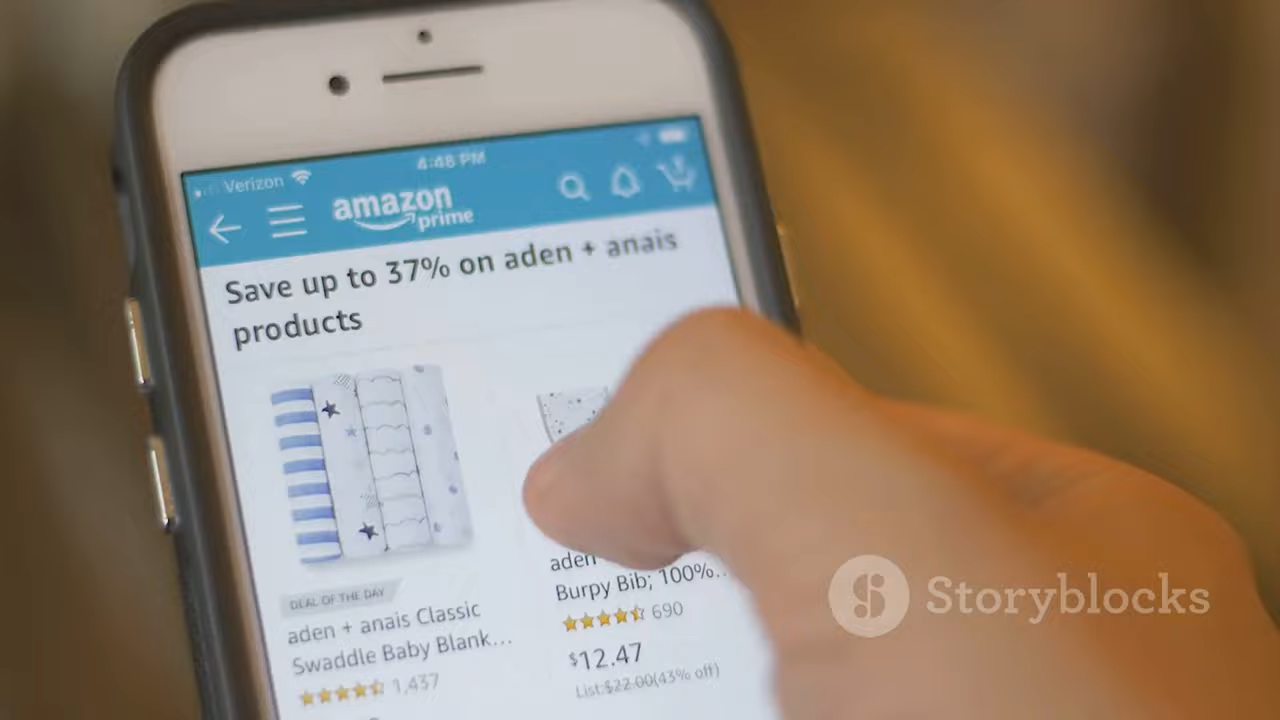 Verizon
4:48 PM
amazon
prime
Save up to 37% on aden + anais
products
DEAL OF THE DAY
aden + anais Classic
Swaddle Baby Blank...
1,437
aden
Burpy Bib; 100%...
690
$12.47
List:$22.00(43% off)
Storyblocks